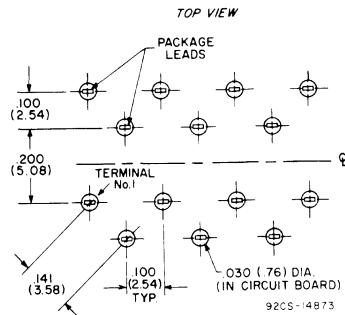 TOP VIEW
PACKAGE
LEADS
.100
(2.54)
.200
(5.08)
℄
TERMINAL
No.1
.141
(3.58)
.100
(2.54)
TYP.
.030 (.76) DIA.
(IN CIRCUIT BOARD)
92CS-14873